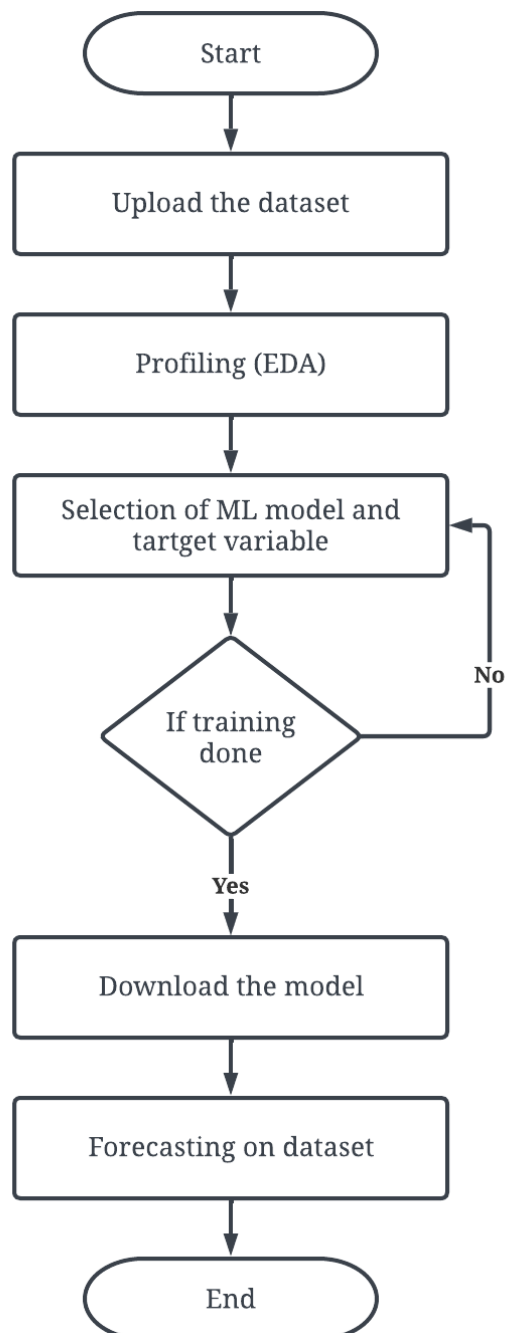 Start
Upload the dataset
Profiling (EDA)
Selection of ML model and
tartget variable
If training
done
No
Yes
Download the model
Forecasting on dataset
End